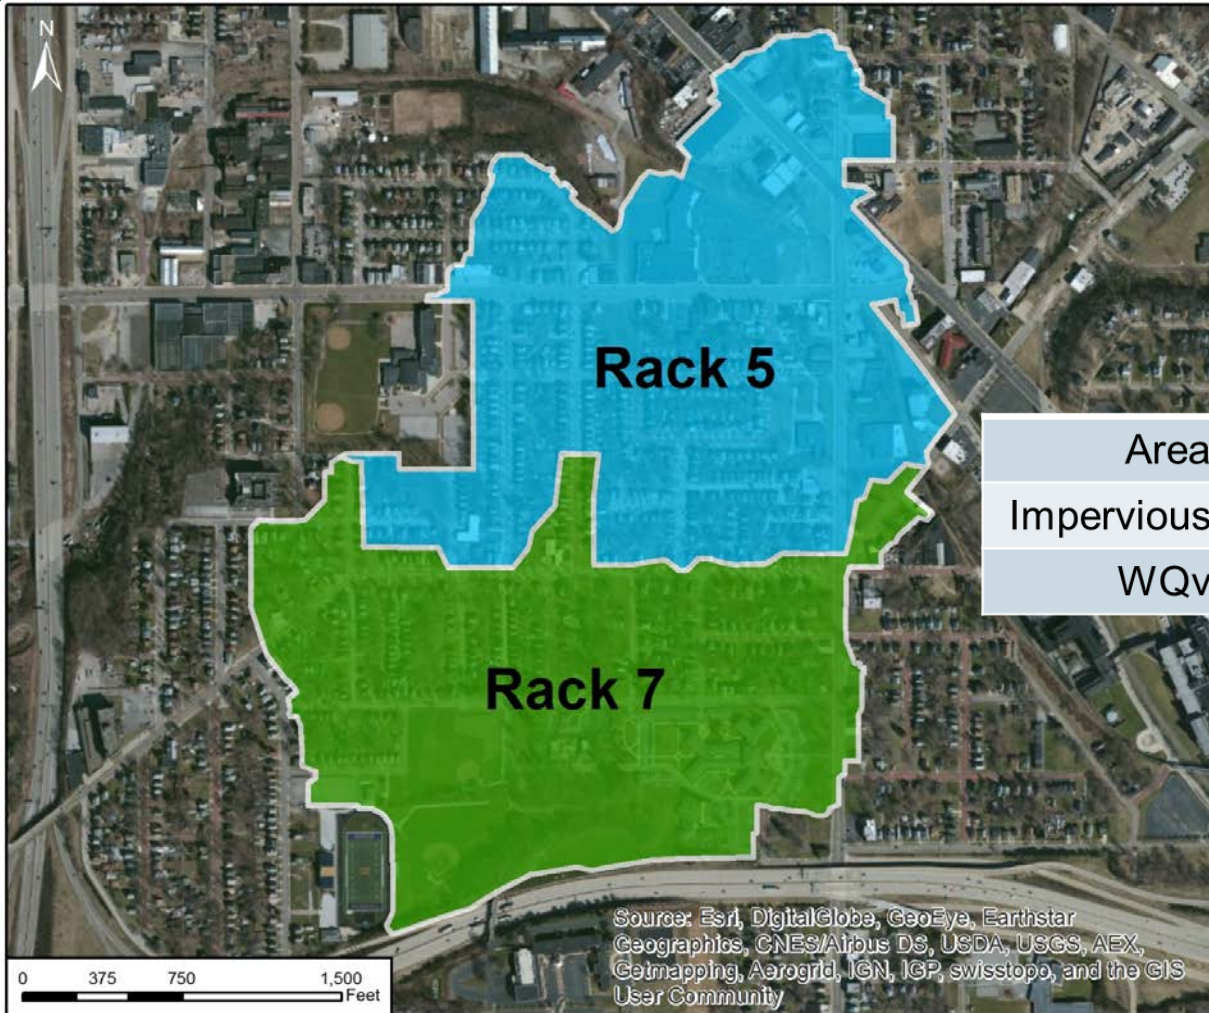 N
Rack 5
Area
Impervious
WQv
Rack 7
Source: Esri, DigitalGlobe, GeoEye, Earthstar
Geographics, CNES/Airbus DS, USDA, USGS, AEX,
Getmapping, Aerogrid, IGN, IGP, swisstopo, and the GIS
User Community
0 375 750 1,500
Feet